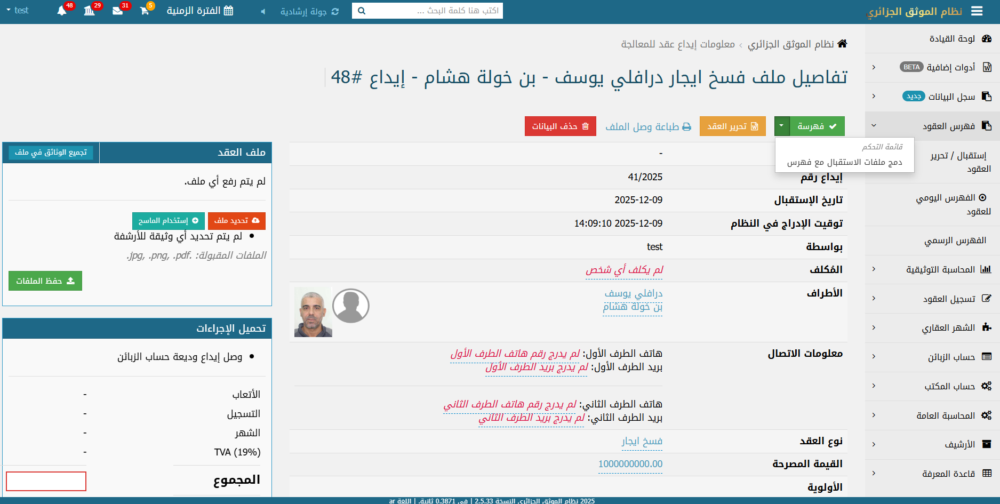 نظام الموثق الجزائري
اكتب هنا كلمة البحث ...
جولة إرشادية
الفترة الزمنية
5
31
29
48
test
لوحة القيادة
أدوات إضافية BETA
سجل البيانات جديد
فهرس العقود
إستقبال / تحرير العقود
الفهرس اليومي للعقود
الفهرس الرسمي
المحاسبة التوثيقية
تسجيل العقود
الشهر العقاري
حساب الزبائن
حساب المكتب
المحاسبة العامة
الأرشيف
قاعدة المعرفة
نظام الموثق الجزائري › معلومات إيداع عقد للمعالجة
تفاصيل ملف فسخ ايجار درافلي يوسف - بن خولة هشام - إيداع #48
فهرسة
تحرير العقد
طباعة وصل الملف
حذف البيانات
قائمة التحكم
دمج ملفات الاستقبال مع فهرس
-
إيداع رقم 41/2025
تاريخ الإستقبال 2025-12-09
توقيت الإدراج في النظام 2025-12-09 14:09:10
بواسطة test
المُكلف لم يكلف أي شخص
الأطراف درافلي يوسف
بن خولة هشام
معلومات الاتصال هاتف الطرف الأول: لم يدرج رقم هاتف الطرف الأول
بريد الطرف الأول: لم يدرج بريد الطرف الأول
هاتف الطرف الثاني: لم يدرج رقم هاتف الطرف الثاني
بريد الطرف الثاني: لم يدرج بريد الطرف الثاني
نوع العقد فسخ ايجار
القيمة المصرحة 1000000000.00
الأولوية
ملف العقد
تجميع الوثائق في ملف
لم يتم رفع أي ملف.
تحديد ملف
إستخدام الماسح
لم يتم تحديد أي وثيقة للأرشفة
الملفات المقبولة: .jpg, .png, .pdf.
حفظ الملفات
تحميل الإجراءات
وصل إيداع وديعة حساب الزبائن
الأتعاب -
التسجيل -
الشهر -
TVA (19%) -
المجموع
2025 نظام الموثق الجزائري النسخة 2.5.33 | في 0.3871 ثانية. | اللغة ar